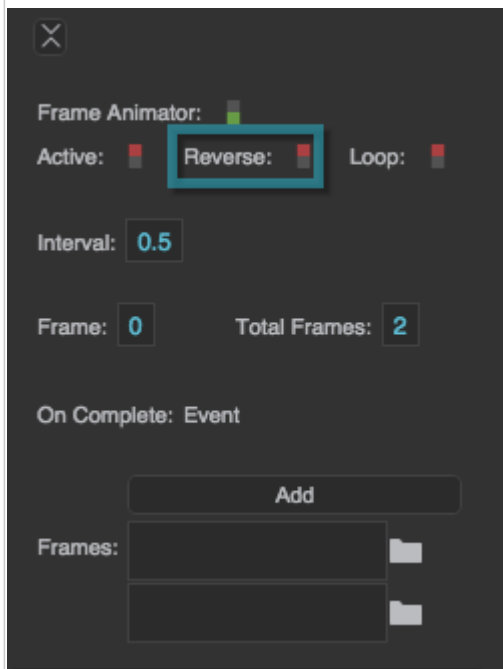 Frame Animator:
Active: Reverse: Loop:
Interval: 0.5
Frame: 0 Total Frames: 2
On Complete: Event
Add
Frames: